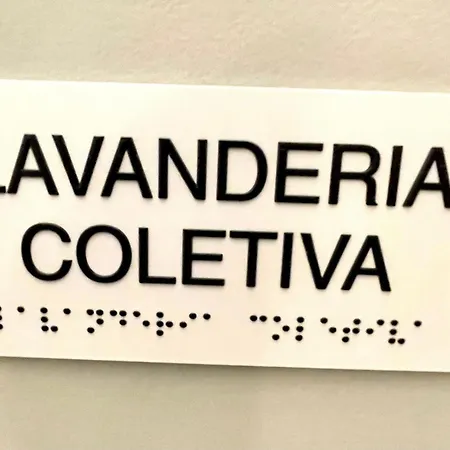 LAVANDERIA
COLETIVA
⠇⠁⠧⠁⠝⠙⠑⠗⠊⠁ ⠉⠕⠇⠑⠞⠊⠧⠁